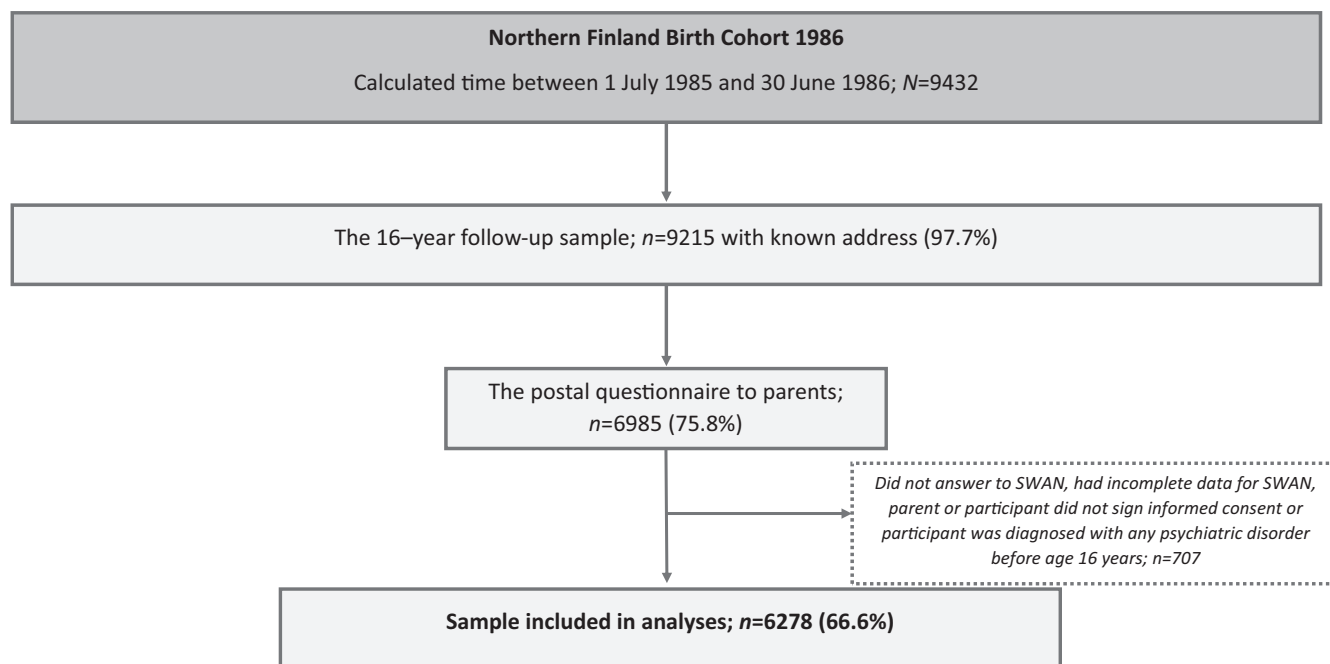 Northern Finland Birth Cohort 1986
Calculated time between 1 July 1985 and 30 June 1986; N=9432
The 16–year follow-up sample; n=9215 with known address (97.7%)
The postal questionnaire to parents;
n=6985 (75.8%)
Did not answer to SWAN, had incomplete data for SWAN,
parent or participant did not sign informed consent or
participant was diagnosed with any psychiatric disorder
before age 16 years; n=707
Sample included in analyses; n=6278 (66.6%)